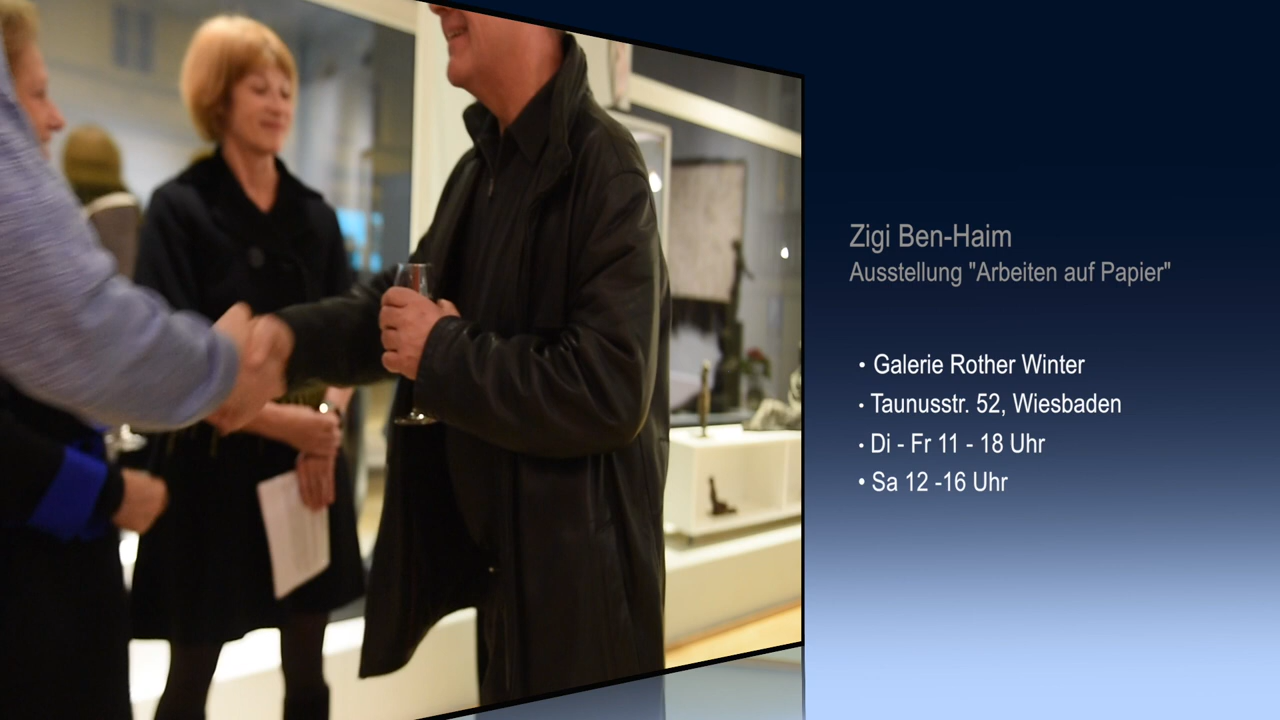 Zigi Ben-Haim
Ausstellung "Arbeiten auf Papier"
• Galerie Rother Winter
• Taunusstr. 52, Wiesbaden
• Di - Fr 11 - 18 Uhr
• Sa 12 -16 Uhr